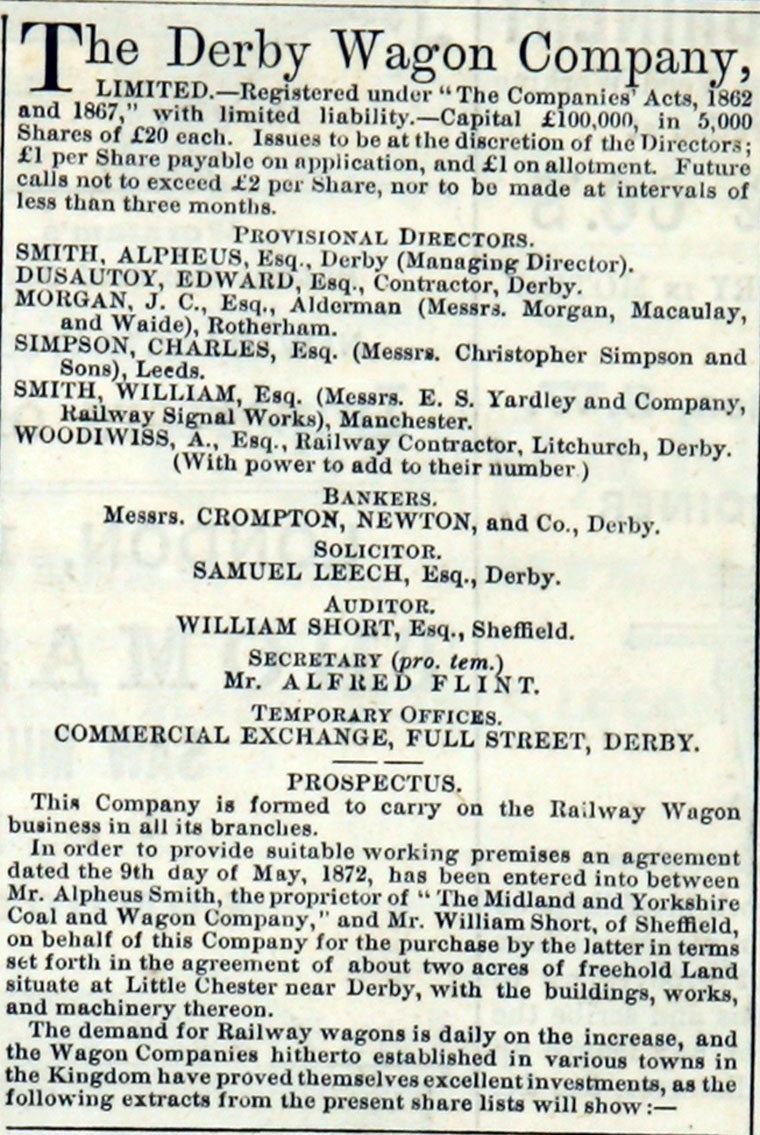 The Derby Wagon Company,
LIMITED.—Registered under "The Companies' Acts, 1862
and 1867," with limited liability.—Capital £100,000, in 5,000
Shares of £20 each. Issues to be at the discretion of the Directors;
£1 per Share payable on application, and £1 on allotment. Future
calls not to exceed £2 per Share, nor to be made at intervals of
less than three months.
PROVISIONAL DIRECTORS.
SMITH, ALPHEUS, Esq., Derby (Managing Director).
DUSAUTOY, EDWARD, Esq., Contractor, Derby.
MORGAN, J. C., Esq., Alderman (Messrs. Morgan, Macaulay,
and Waide), Rotherham.
SIMPSON, CHARLES, Esq. (Messrs. Christopher Simpson and
Sons), Leeds.
SMITH, WILLIAM, Esq. (Messrs. E. S. Yardley and Company,
Railway Signal Works), Manchester.
WOODIWISS, A., Esq., Railway Contractor, Litchurch, Derby.
(With power to add to their number.)
BANKERS.
Messrs. CROMPTON, NEWTON, and Co., Derby.
SOLICITOR.
SAMUEL LEECH, Esq., Derby.
AUDITOR.
WILLIAM SHORT, Esq., Sheffield.
SECRETARY (pro. tem.)
Mr. ALFRED FLINT.
TEMPORARY OFFICES.
COMMERCIAL EXCHANGE, FULL STREET, DERBY.
PROSPECTUS.
This Company is formed to carry on the Railway Wagon
business in all its branches.
In order to provide suitable working premises an agreement
dated the 9th day of May, 1872, has been entered into between
Mr. Alpheus Smith, the proprietor of "The Midland and Yorkshire
Coal and Wagon Company," and Mr. William Short, of Sheffield,
on behalf of this Company for the purchase by the latter in terms
set forth in the agreement of about two acres of freehold Land
situate at Little Chester near Derby, with the buildings, works,
and machinery thereon.
The demand for Railway wagons is daily on the increase, and
the Wagon Companies hitherto established in various towns in
the Kingdom have proved themselves excellent investments, as the
following extracts from the present share lists will show:—